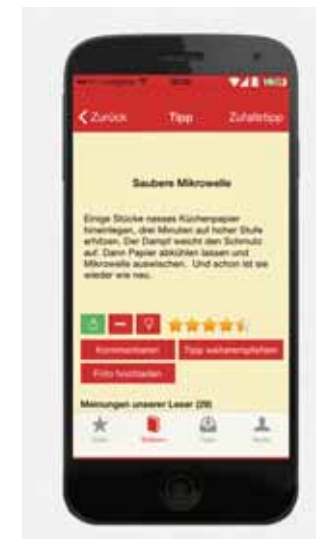 Zurück Tipp Zufallstipp
Saubere Mikrowelle
Einige Stücke nasses Küchenpapier
hineinlegen, drei Minuten auf hoher Stufe
erhitzen. Der Dampf weicht den Schmutz
auf. Dann Papier abkühlen lassen und
Mikrowelle auswischen. Und schon ist sie
wieder wie neu.
Kommentieren Tipp weiterempfehlen
Foto hochladen
Meinungen unserer Leser (29)